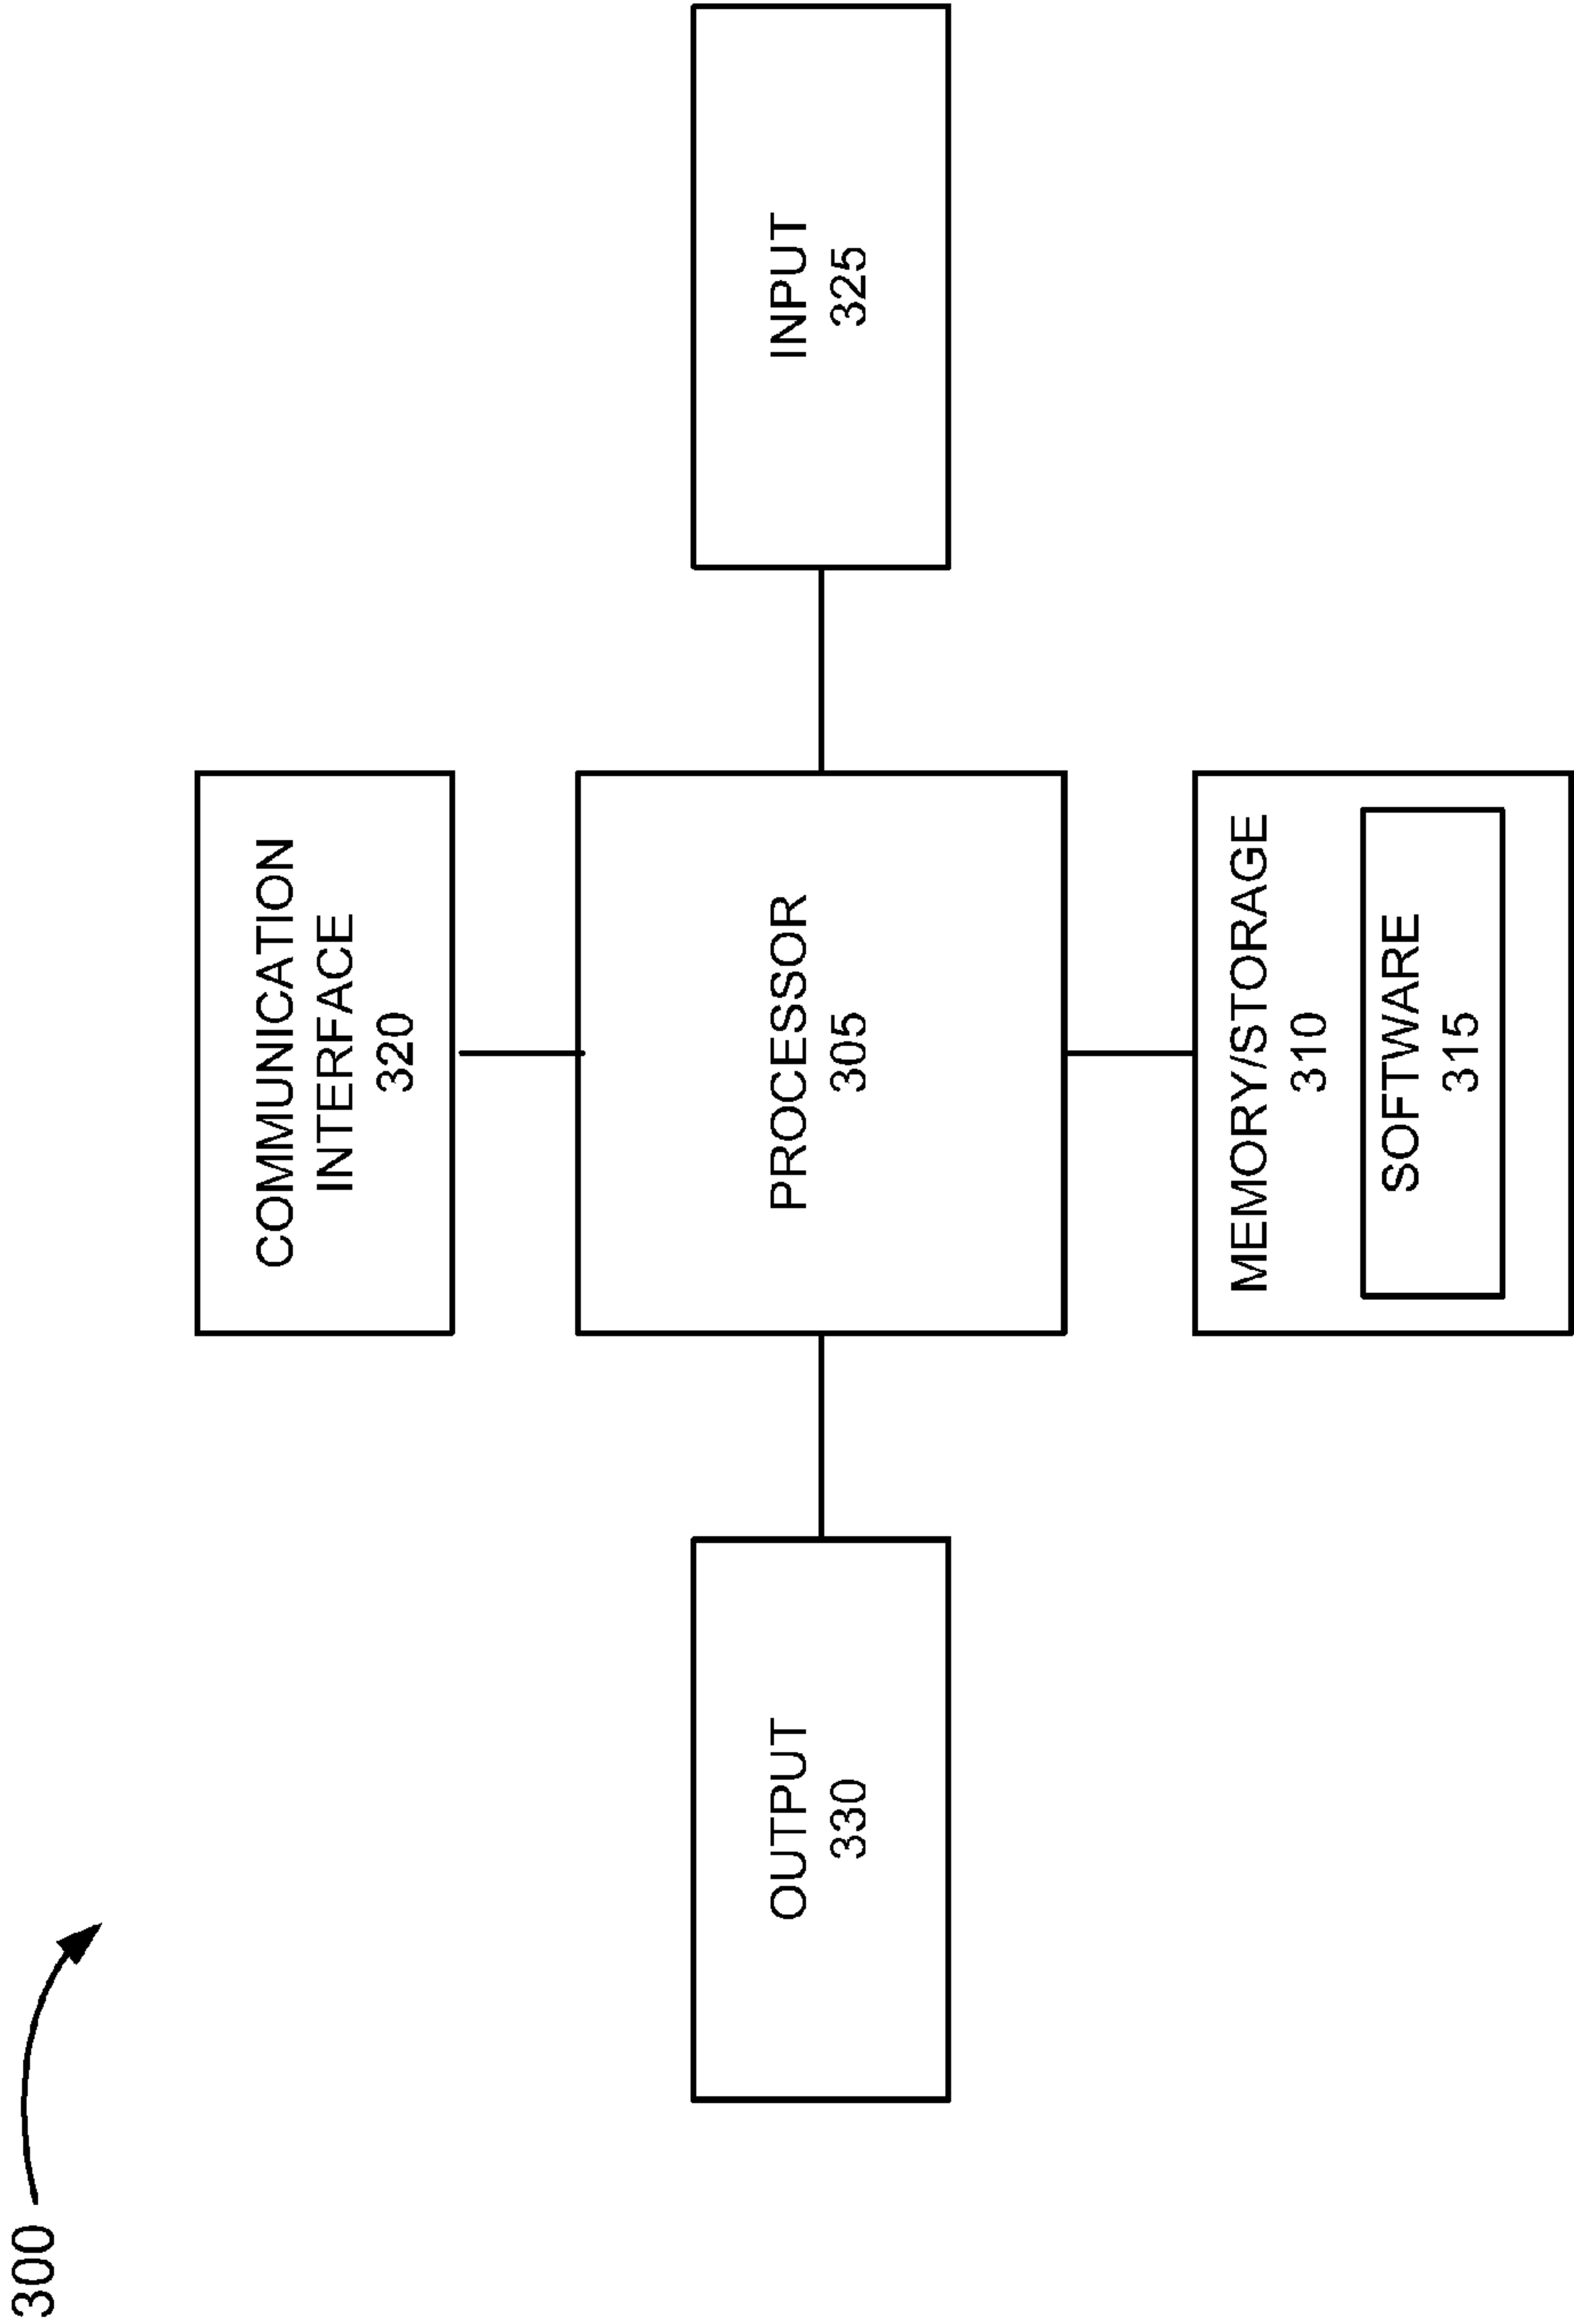 300
COMMUNICATION
INTERFACE
320
OUTPUT
330
PROCESSOR
305
INPUT
325
MEMORY/STORAGE
310
SOFTWARE
315